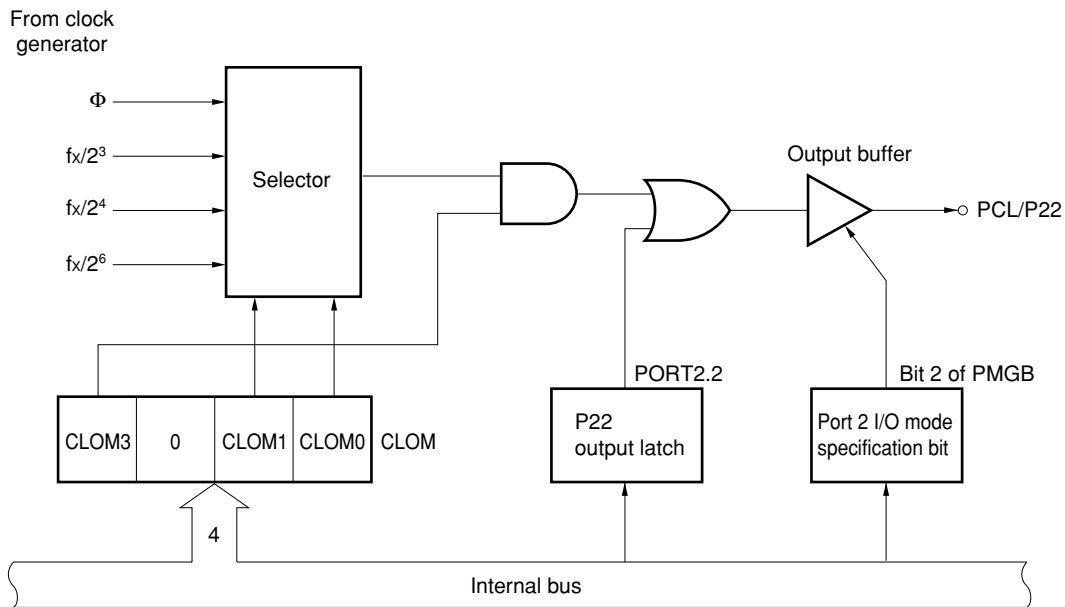 From clock
generator
Φ
fx/2³
fx/2⁴
fx/2⁶
Selector
Output buffer
PCL/P22
PORT2.2
Bit 2 of PMGB
CLOM3 0 CLOM1 CLOM0 CLOM
P22
output latch
Port 2 I/O mode
specification bit
4
Internal bus